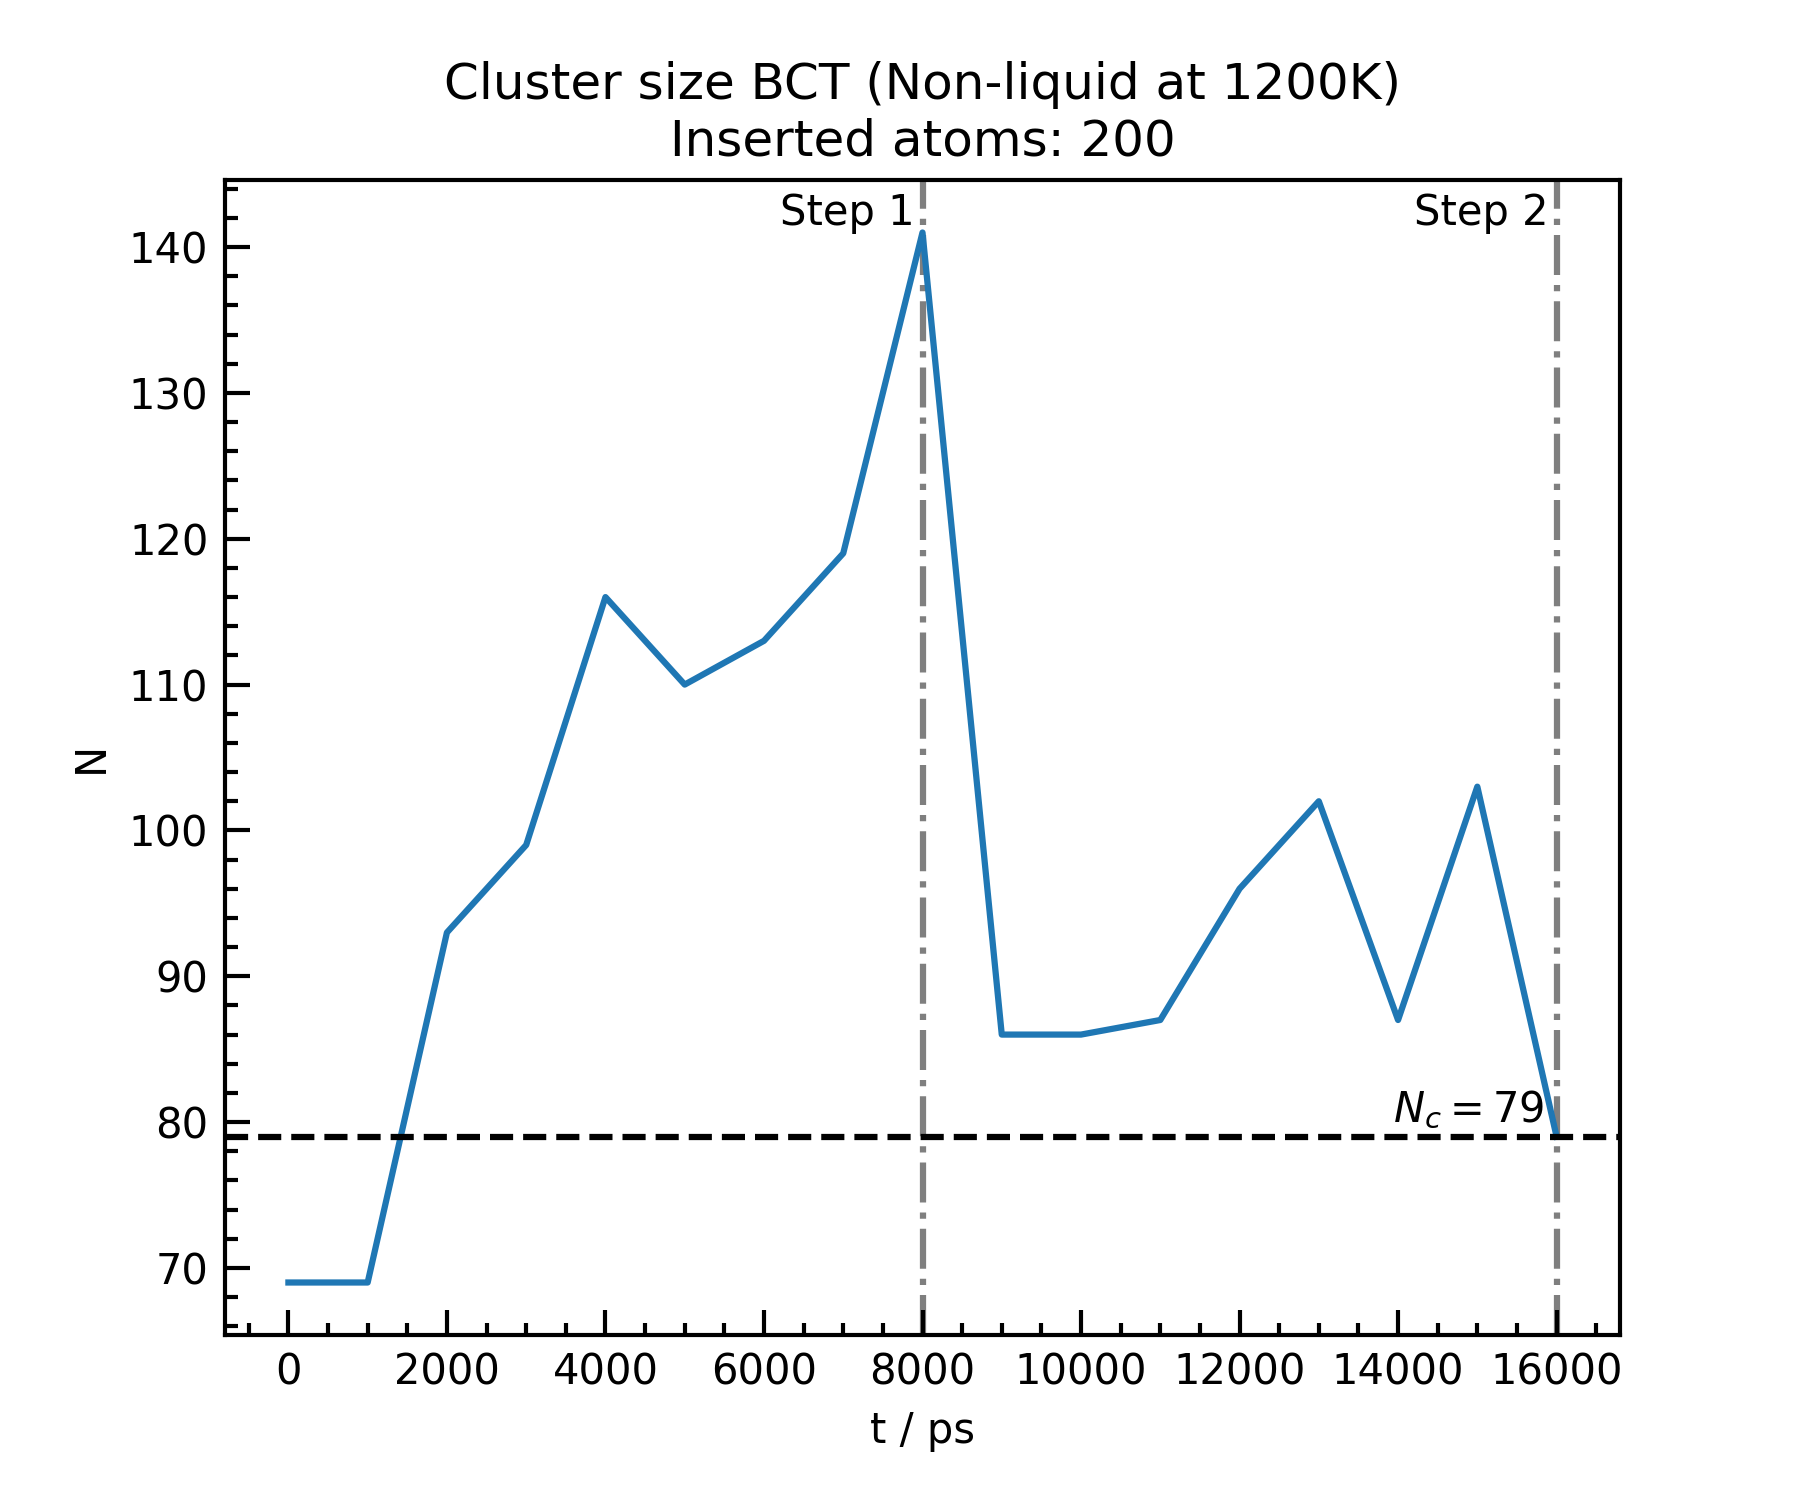 Cluster size BCT (Non-liquid at 1200K)
Inserted atoms: 200
Step 1
Step 2
140
130
120
110
100
90
80
70
N
N_c = 79
0 2000 4000 6000 8000 10000 12000 14000 16000
t / ps